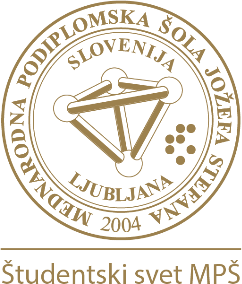 MEDNARODNA PODIPLOMSKA ŠOLA JOŽEFA STEFANA
SLOVENIJA
LJUBLJANA
2004
Študentski svet MPŠ